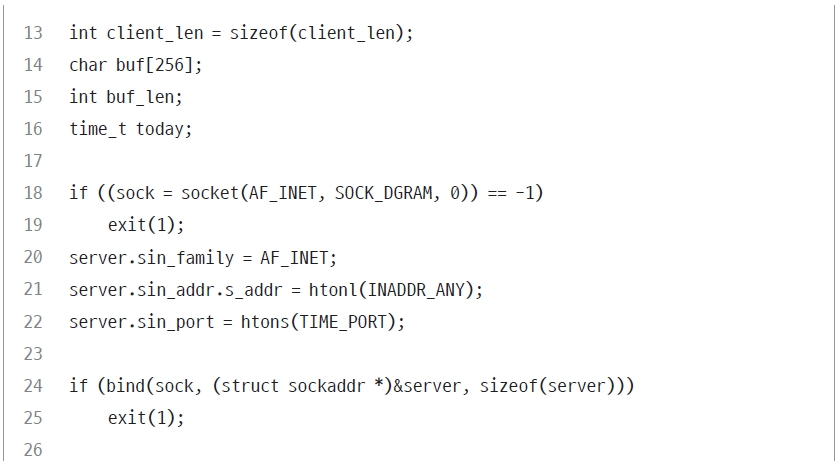 13 int client_len = sizeof(client_len);
14 char buf[256];
15 int buf_len;
16 time_t today;
17
18 if ((sock = socket(AF_INET, SOCK_DGRAM, 0)) == -1)
19 exit(1);
20 server.sin_family = AF_INET;
21 server.sin_addr.s_addr = htonl(INADDR_ANY);
22 server.sin_port = htons(TIME_PORT);
23
24 if (bind(sock, (struct sockaddr *)&server, sizeof(server)))
25 exit(1);
26